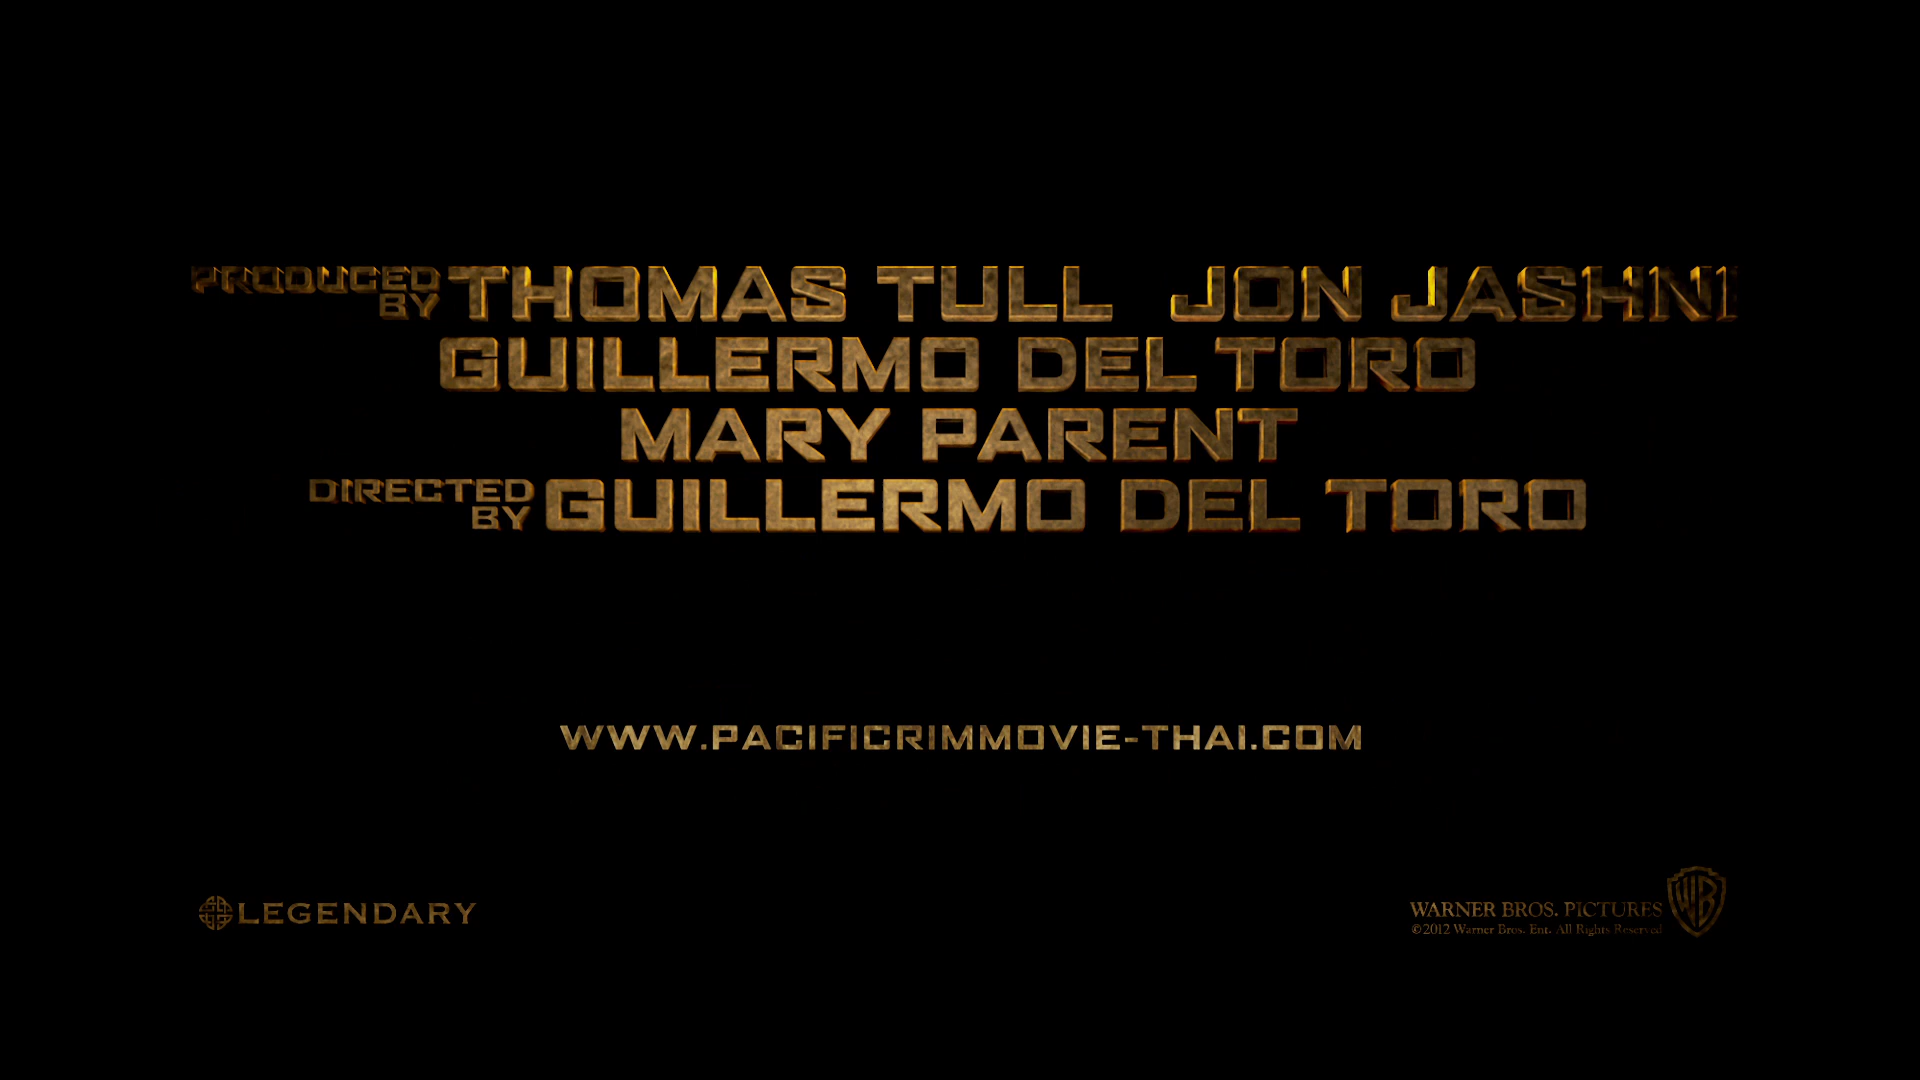 PRODUCED BY THOMAS TULL JON JASHNI
GUILLERMO DEL TORO
MARY PARENT
DIRECTED BY GUILLERMO DEL TORO
WWW.PACIFICRIMMOVIE-THAI.COM
LEGENDARY
WARNER BROS. PICTURES
©2012 Warner Bros. Ent. All Rights Reserved
WB